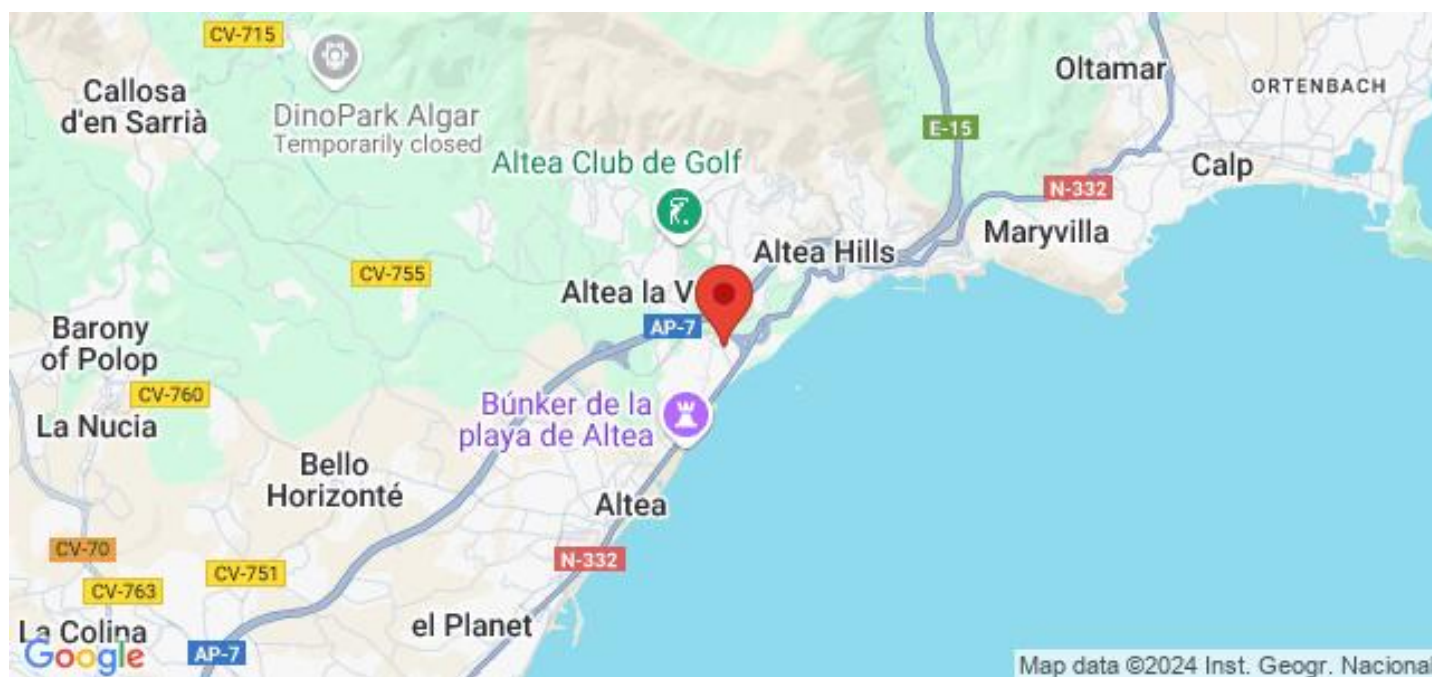 CV-715
Callosa
d'en Sarrià
DinoPark Algar
Temporarily closed
Oltamar
ORTENBACH
E-15
Altea Club de Golf
Calp
N-332
Maryvilla
Altea Hills
CV-755
Altea la V
AP-7
Barony
of Polop
CV-760
La Nucia
Búnker de la
playa de Altea
Bello
Horizonté
Altea
CV-70
N-332
CV-751
CV-763
La Colina
el Planet
AP-7
Google
Map data ©2024 Inst. Geogr. Nacional